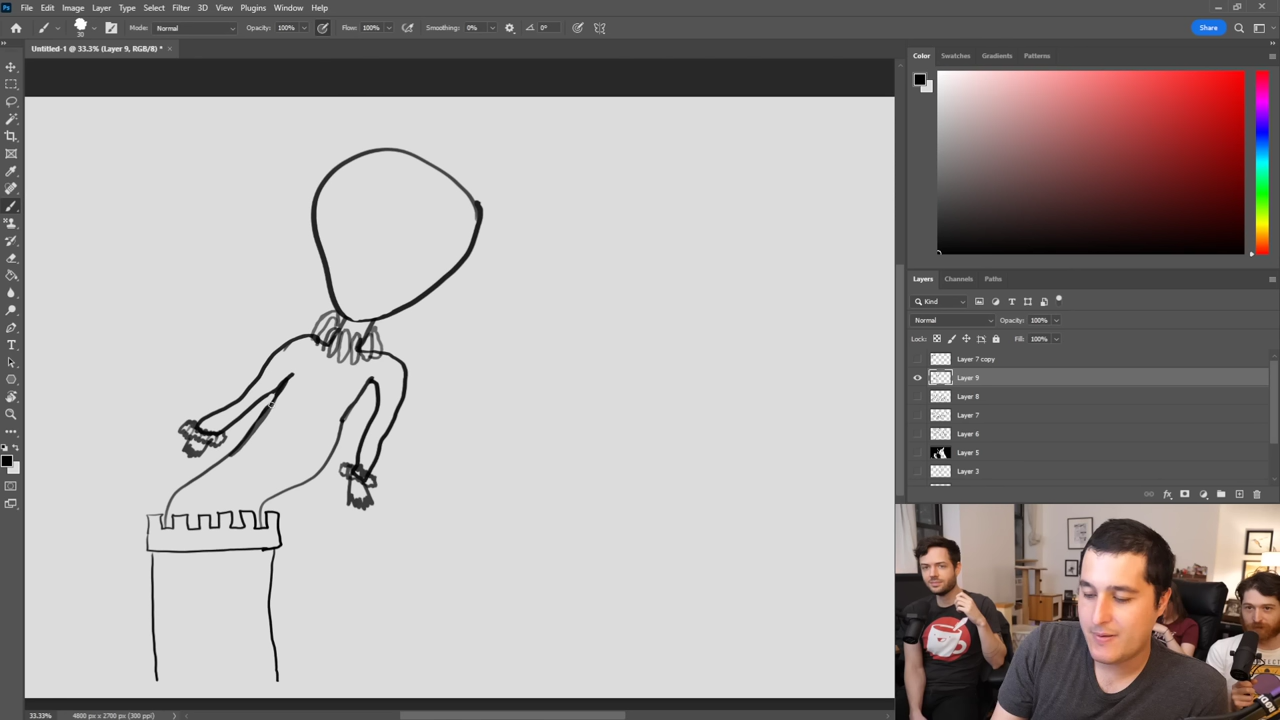 Ps File Edit Image Layer Type Select Filter 3D View Plugins Window Help
30 Mode: Normal Opacity: 100% Flow: 100% Smoothing: 0% 0° Share
Untitled-1 @ 33.3% (Layer 9, RGB/8) * ×
Color Swatches Gradients Patterns
Layers Channels Paths
Kind
Normal Opacity: 100%
Lock: Fill: 100%
Layer 7 copy
Layer 9
Layer 8
Layer 7
Layer 6
Layer 5
Layer 3
fx
33.33% 4800 px x 2700 px (300 ppi)